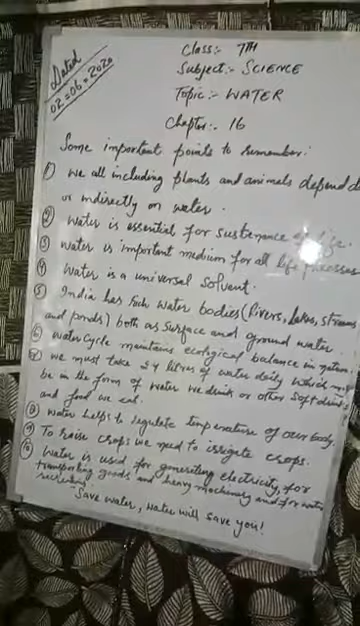 Dated
02=06=2020
Class:- 7TH
Subject:- SCIENCE
Topic:- WATER
Chapter:- 16
Some important points to remember:
① we all including plants and animals depend d
or indirectly on water.
② Water is essential for sustenance of life.
③ water is important medium for all life processes
④ Water is a universal solvent.
⑤ India has rich water bodies (Rivers, Lakes, streams
and ponds) both as surface and ground water.
⑥ water cycle maintains ecological balance in nature.
⑦ we must take litres of water daily which may
be in the form of water we drink or other soft drinks
and food we eat.
⑧ water helps to regulate temperature of our body.
⑨ To raise crops we need to irrigate crops.
⑩ Water is used for generating electricity, for
transporting goods and heavy machinery and for water
recreation.
Save water, water will save you!